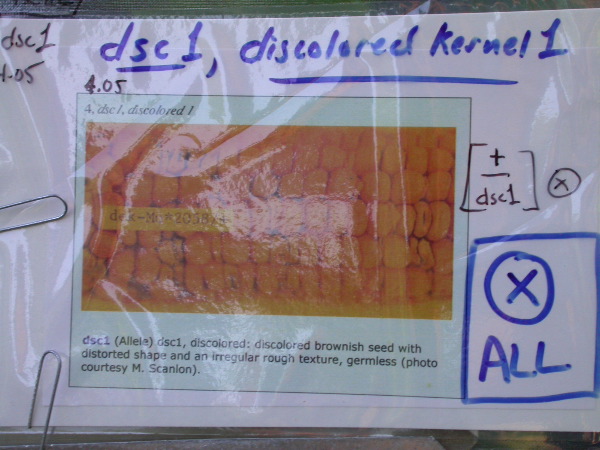 dsc1
4.05
dsc1, discolored kernel 1
4.05
4. dsc1, discolored 1
+
dsc1
X
dsc1 (Allele) dsc1, discolored: discolored brownish seed with
distorted shape and an irregular rough texture, germless (photo
courtesy M. Scanlon).
X
ALL